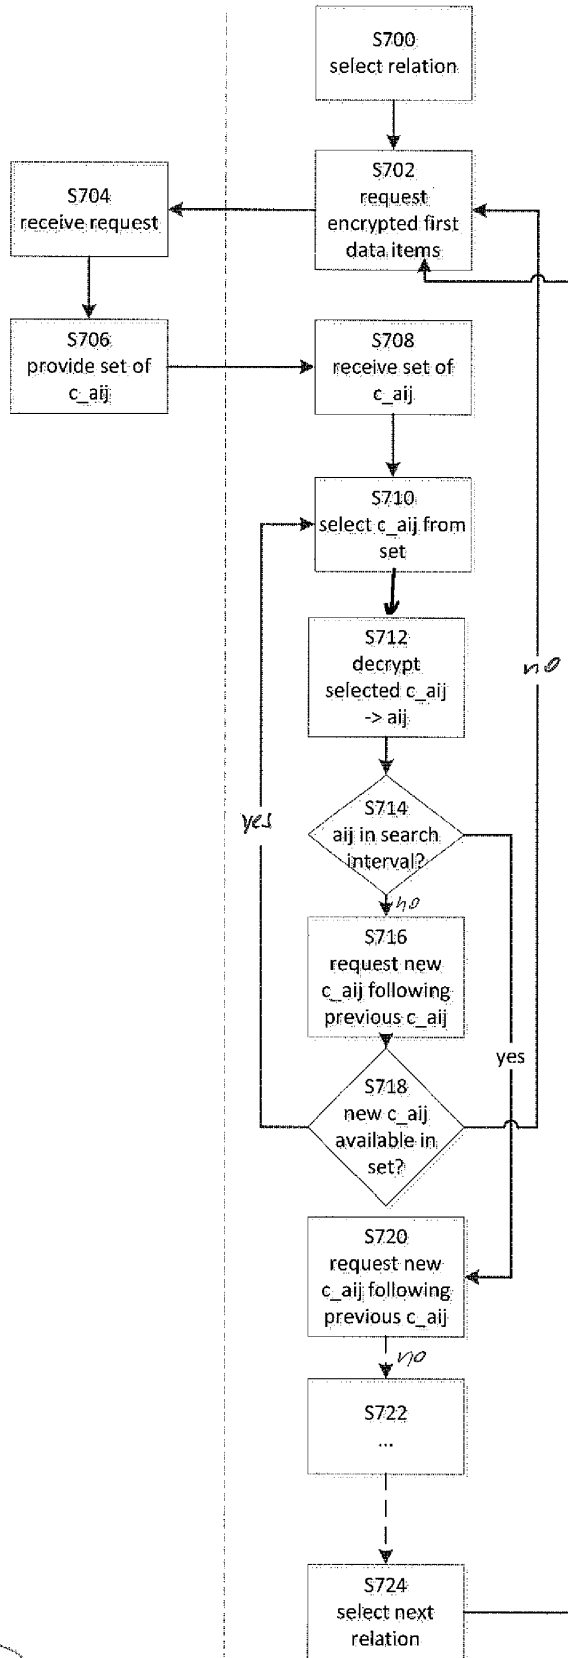 S700
select relation
S702
request
encrypted first
data items
S704
receive request
S706
provide set of
c_aij
S708
receive set of
c_aij
S710
select c_aij from
set
S712
decrypt
selected c_aij
-> aij
no
S714
aij in search
interval?
yes
no
S716
request new
c_aij following
previous c_aij
yes
S718
new c_aij
available in
set?
S720
request new
c_aij following
previous c_aij
no
S722
...
S724
select next
relation